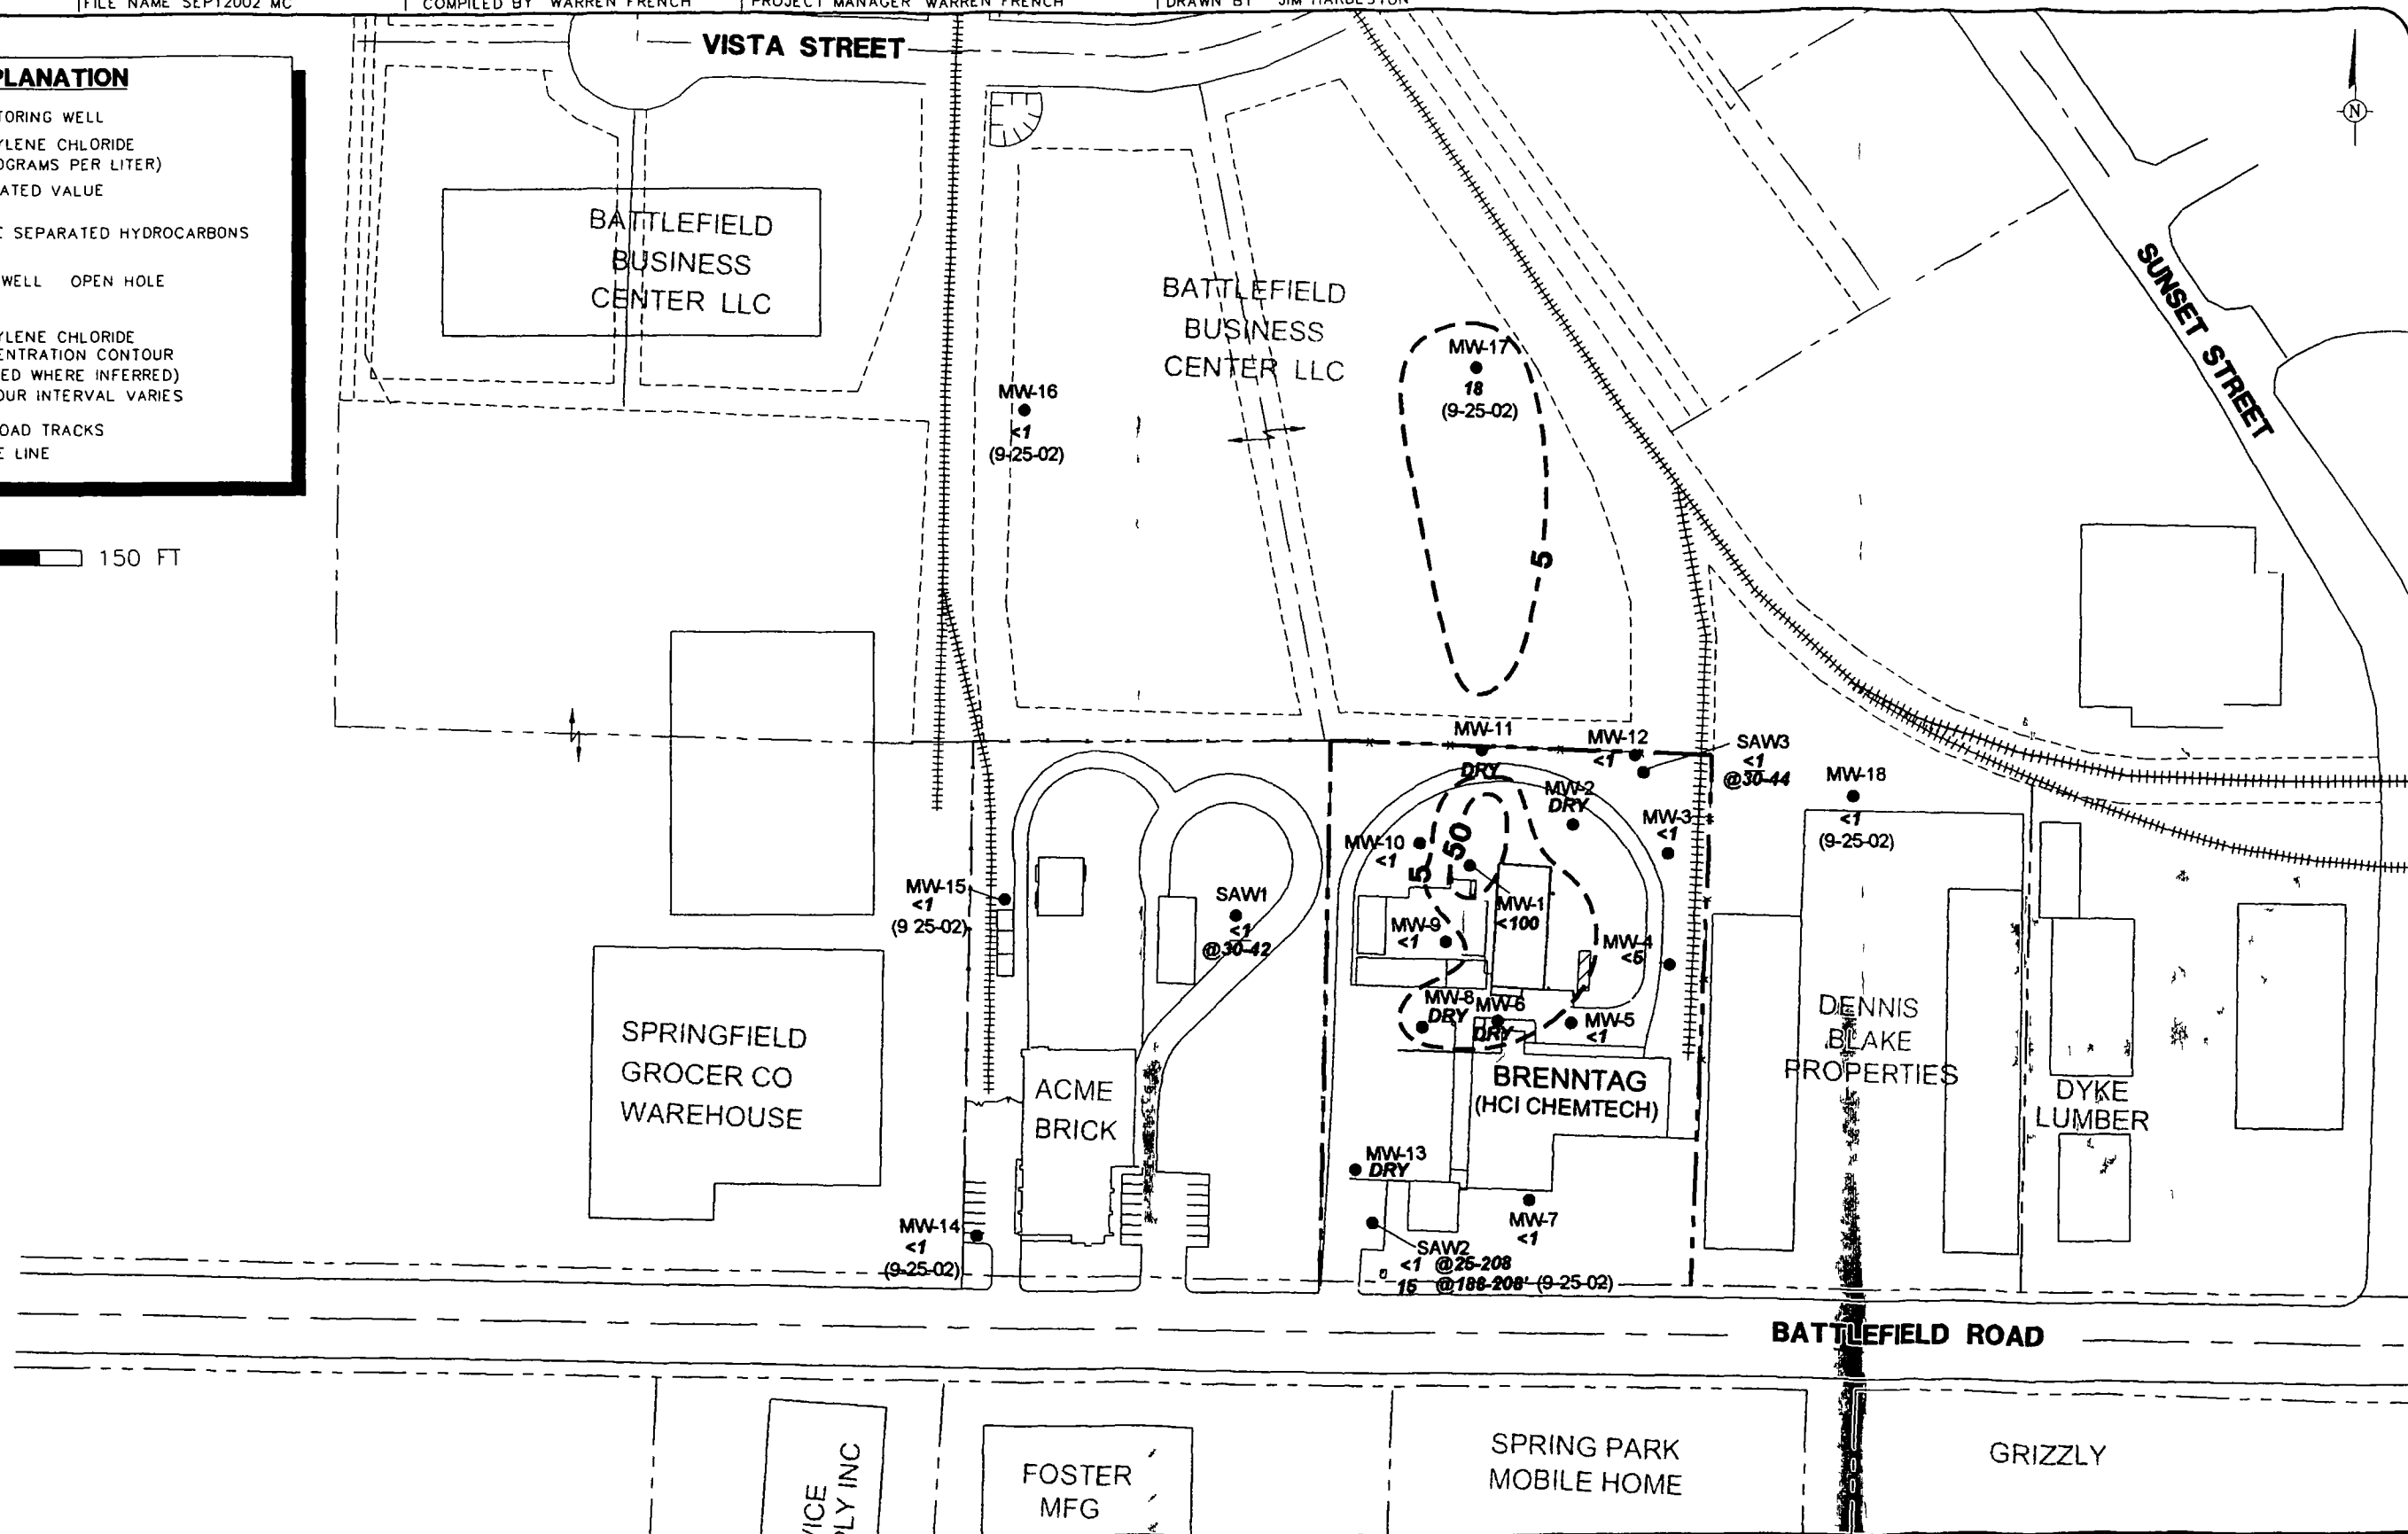 FILE NAME SEPT2002 MC
COMPILED BY WARREN FRENCH
PROJECT MANAGER WARREN FRENCH
DRAWN BY JIM HARDESTON
PLANATION
TORING WELL
YLENE CHLORIDE
OGRAMS PER LITER)
ATED VALUE
E SEPARATED HYDROCARBONS
WELL OPEN HOLE
YLENE CHLORIDE
ENTRATION CONTOUR
ED WHERE INFERRED)
OUR INTERVAL VARIES
OAD TRACKS
E LINE
150 FT
VISTA STREET
N
SUNSET STREET
BATTLEFIELD
BUSINESS
CENTER LLC
BATTLEFIELD
BUSINESS
CENTER LLC
MW-17
18
(9-25-02)
MW-16
<1
(9-25-02)
5
MW-11
DRY
MW-12
<1
SAW3
<1
@30-44
MW-18
<1
(9-25-02)
MW-2
DRY
MW-3
<1
MW-10
<1
5
50
MW-1
<100
MW-15
<1
(9 25-02)
SAW1
<1
@30-42
MW-9
<1
MW-4
<5
MW-8
DRY
MW-6
DRY
MW-5
<1
SPRINGFIELD
GROCER CO
WAREHOUSE
ACME
BRICK
BRENNTAG
(HCI CHEMTECH)
DENNIS
BLAKE
PROPERTIES
DYKE
LUMBER
MW-13
DRY
MW-7
<1
MW-14
<1
(9-25-02)
SAW2
<1 @25-208
15 @188-208' (9-25-02)
BATTLEFIELD ROAD
VICE
PLY INC
FOSTER
MFG
SPRING PARK
MOBILE HOME
GRIZZLY